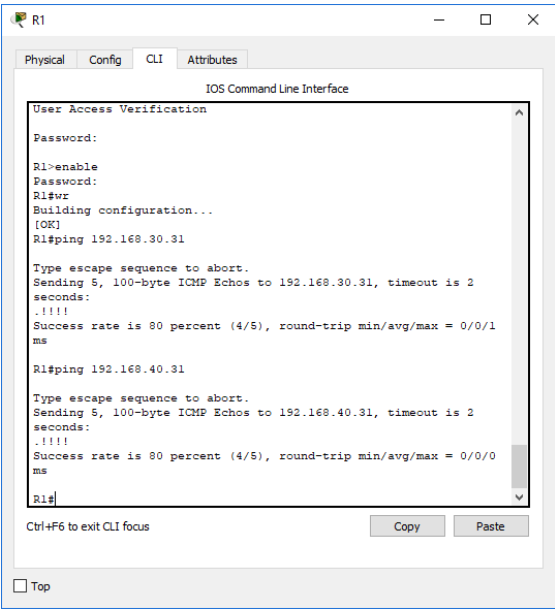 R1
Physical Config CLI Attributes
IOS Command Line Interface
User Access Verification
Password:
R1>enable
Password:
R1#wr
Building configuration...
[OK]
R1#ping 192.168.30.31
Type escape sequence to abort.
Sending 5, 100-byte ICMP Echos to 192.168.30.31, timeout is 2
seconds:
.!!!!
Success rate is 80 percent (4/5), round-trip min/avg/max = 0/0/1
ms
R1#ping 192.168.40.31
Type escape sequence to abort.
Sending 5, 100-byte ICMP Echos to 192.168.40.31, timeout is 2
seconds:
.!!!!
Success rate is 80 percent (4/5), round-trip min/avg/max = 0/0/0
ms
R1#
Ctrl+F6 to exit CLI focus
Copy Paste
Top